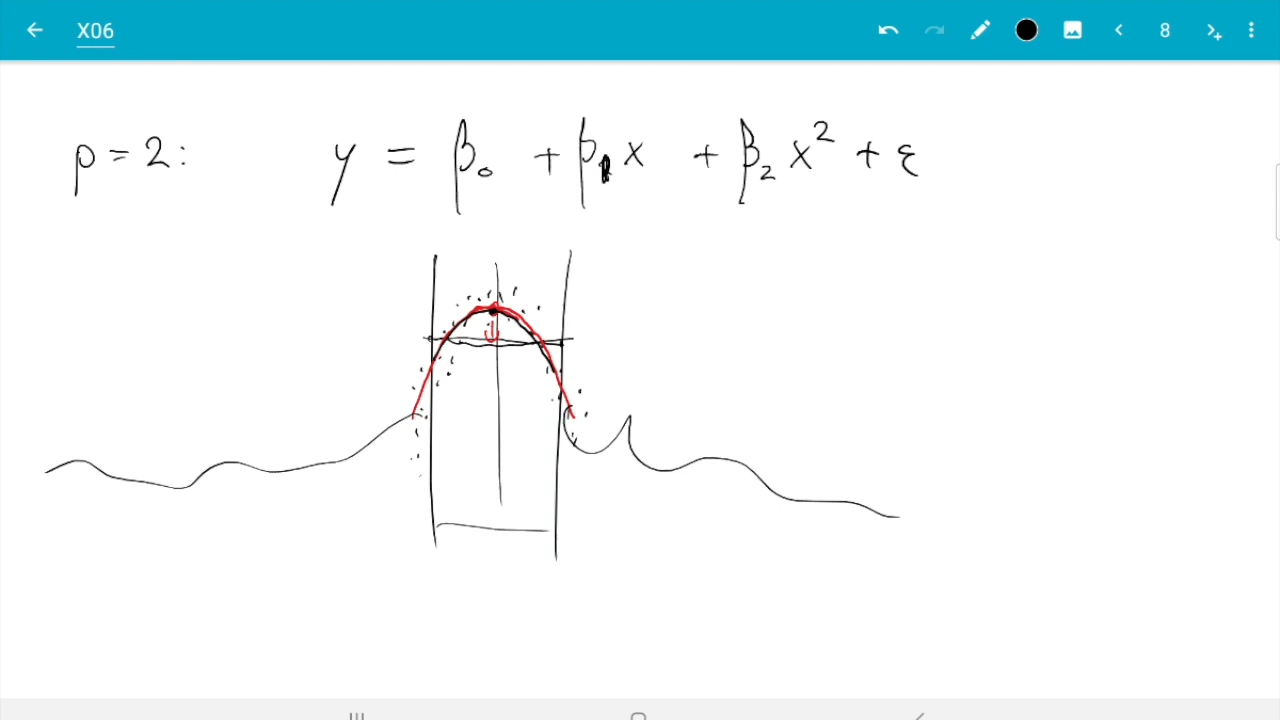 X06
8
p = 2: y = β₀ + β₁x + β₂x² + ε